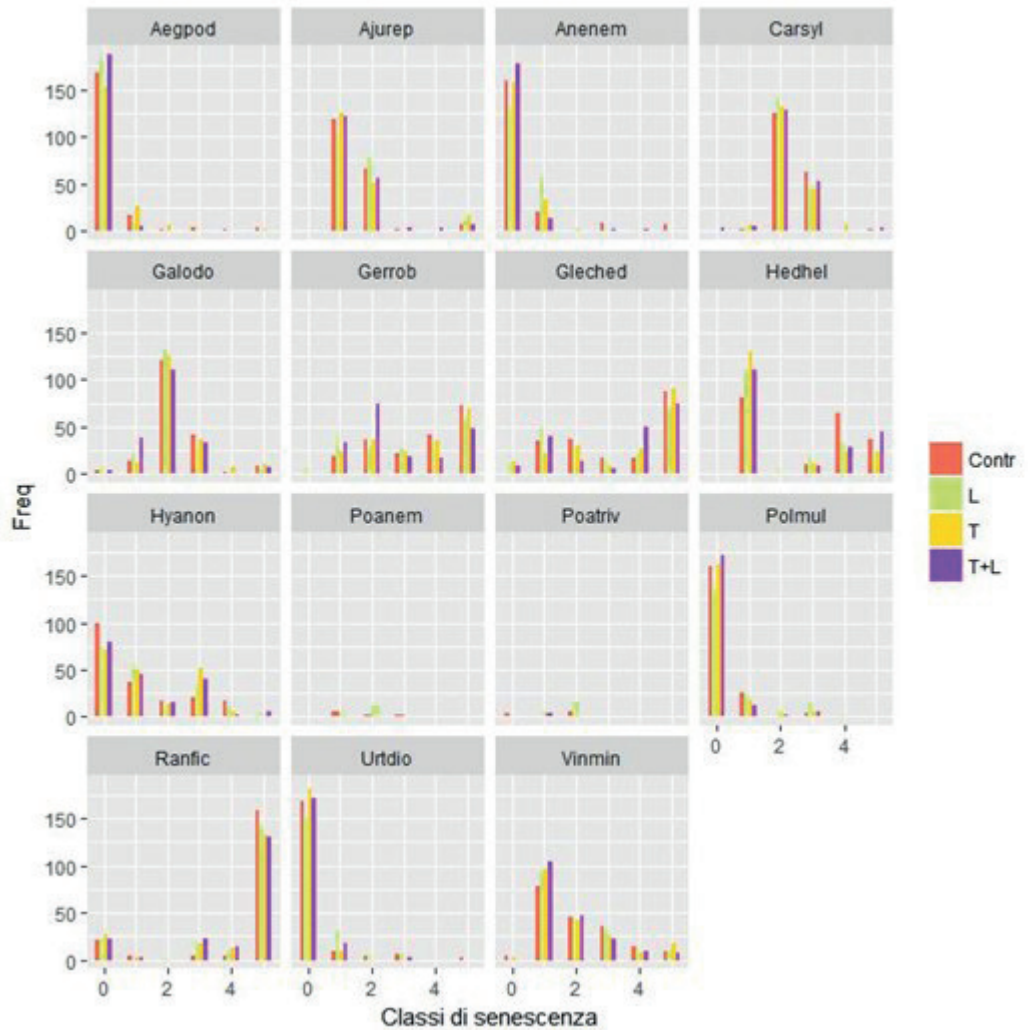 Aegpod Ajurep Anenem Carsyl
150
100
50
0
Galodo Gerrob Gleched Hedhel
150
100
50
0
Freq
Contr
L
T
T+L
Hyanon Poanem Poatriv Polmul
150
100
50
0
0 2 4
Ranfic Urtdio Vinmin
150
100
50
0
0 2 4 0 2 4 0 2 4
Classi di senescenza